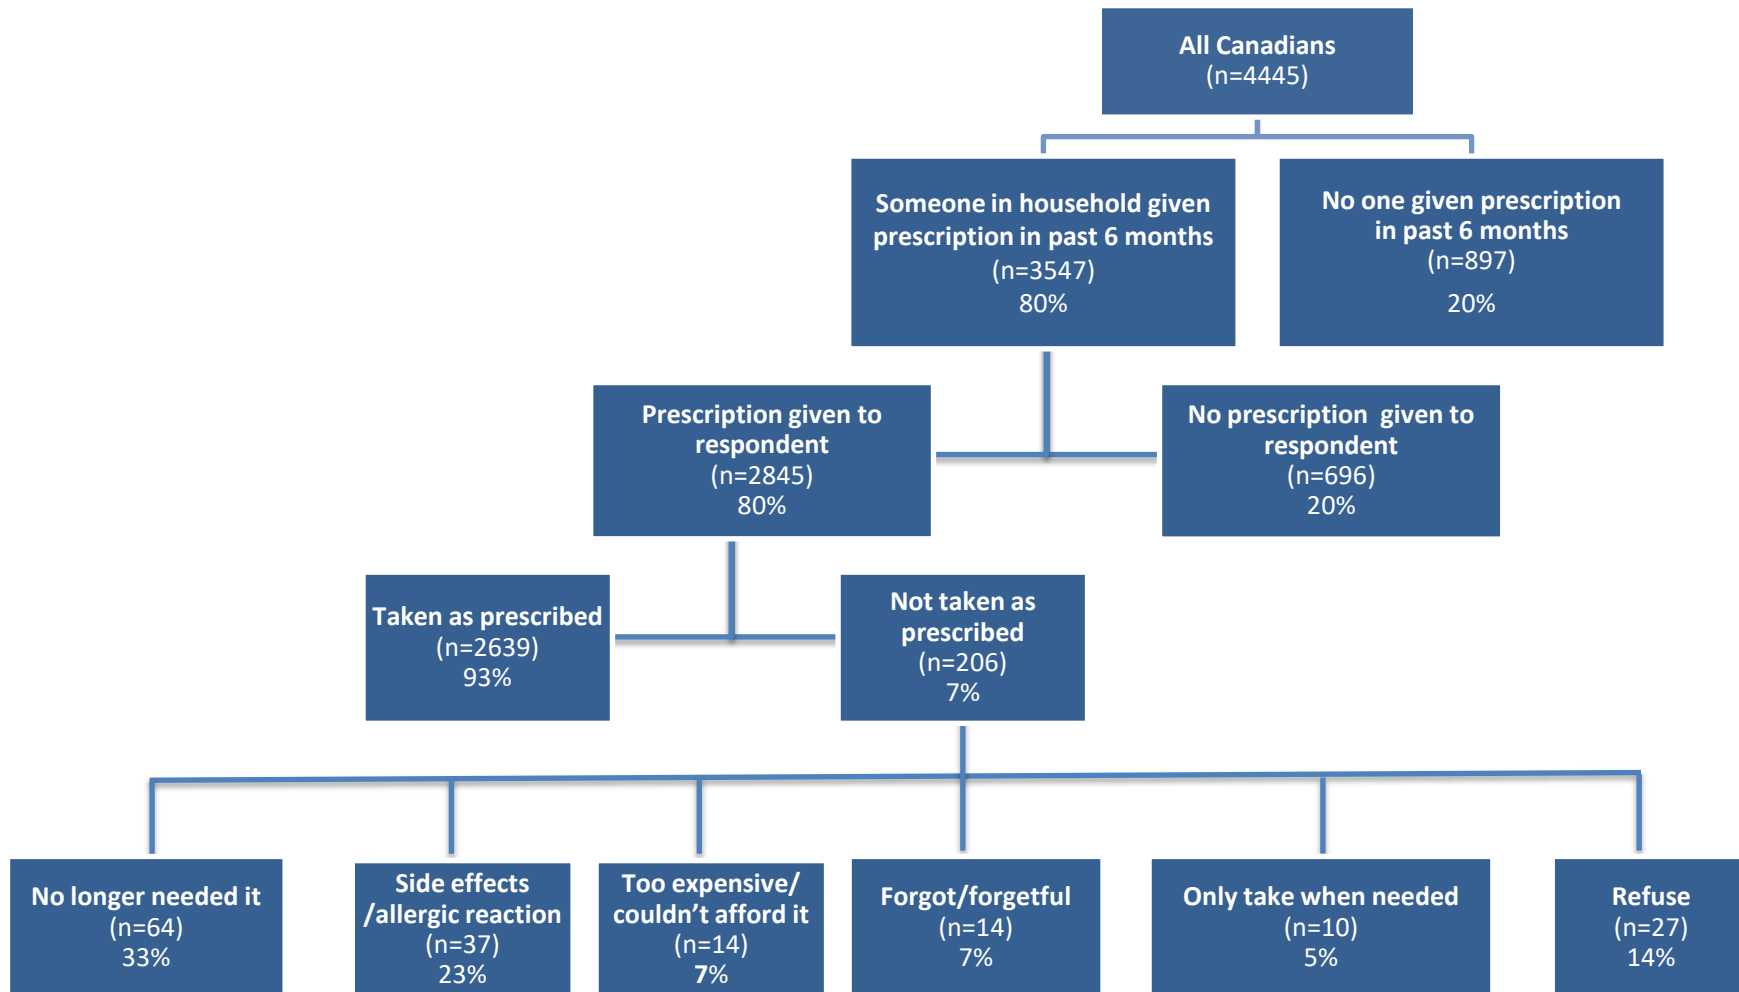 All Canadians
(n=4445)
Someone in household given
prescription in past 6 months
(n=3547)
80%
No one given prescription
in past 6 months
(n=897)
20%
Prescription given to
respondent
(n=2845)
80%
No prescription given to
respondent
(n=696)
20%
Taken as prescribed
(n=2639)
93%
Not taken as
prescribed
(n=206)
7%
No longer needed it
(n=64)
33%
Side effects
/allergic reaction
(n=37)
23%
Too expensive/
couldn’t afford it
(n=14)
7%
Forgot/forgetful
(n=14)
7%
Only take when needed
(n=10)
5%
Refuse
(n=27)
14%